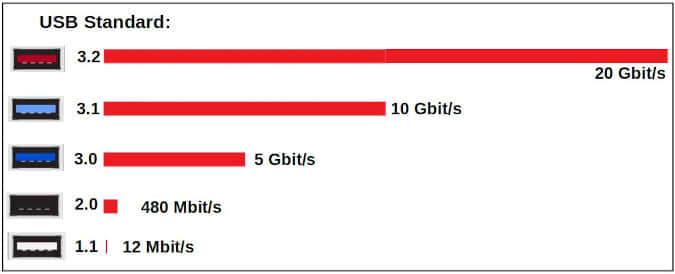 USB Standard:
3.2
20 Gbit/s
3.1 10 Gbit/s
3.0 5 Gbit/s
2.0 480 Mbit/s
1.1 12 Mbit/s